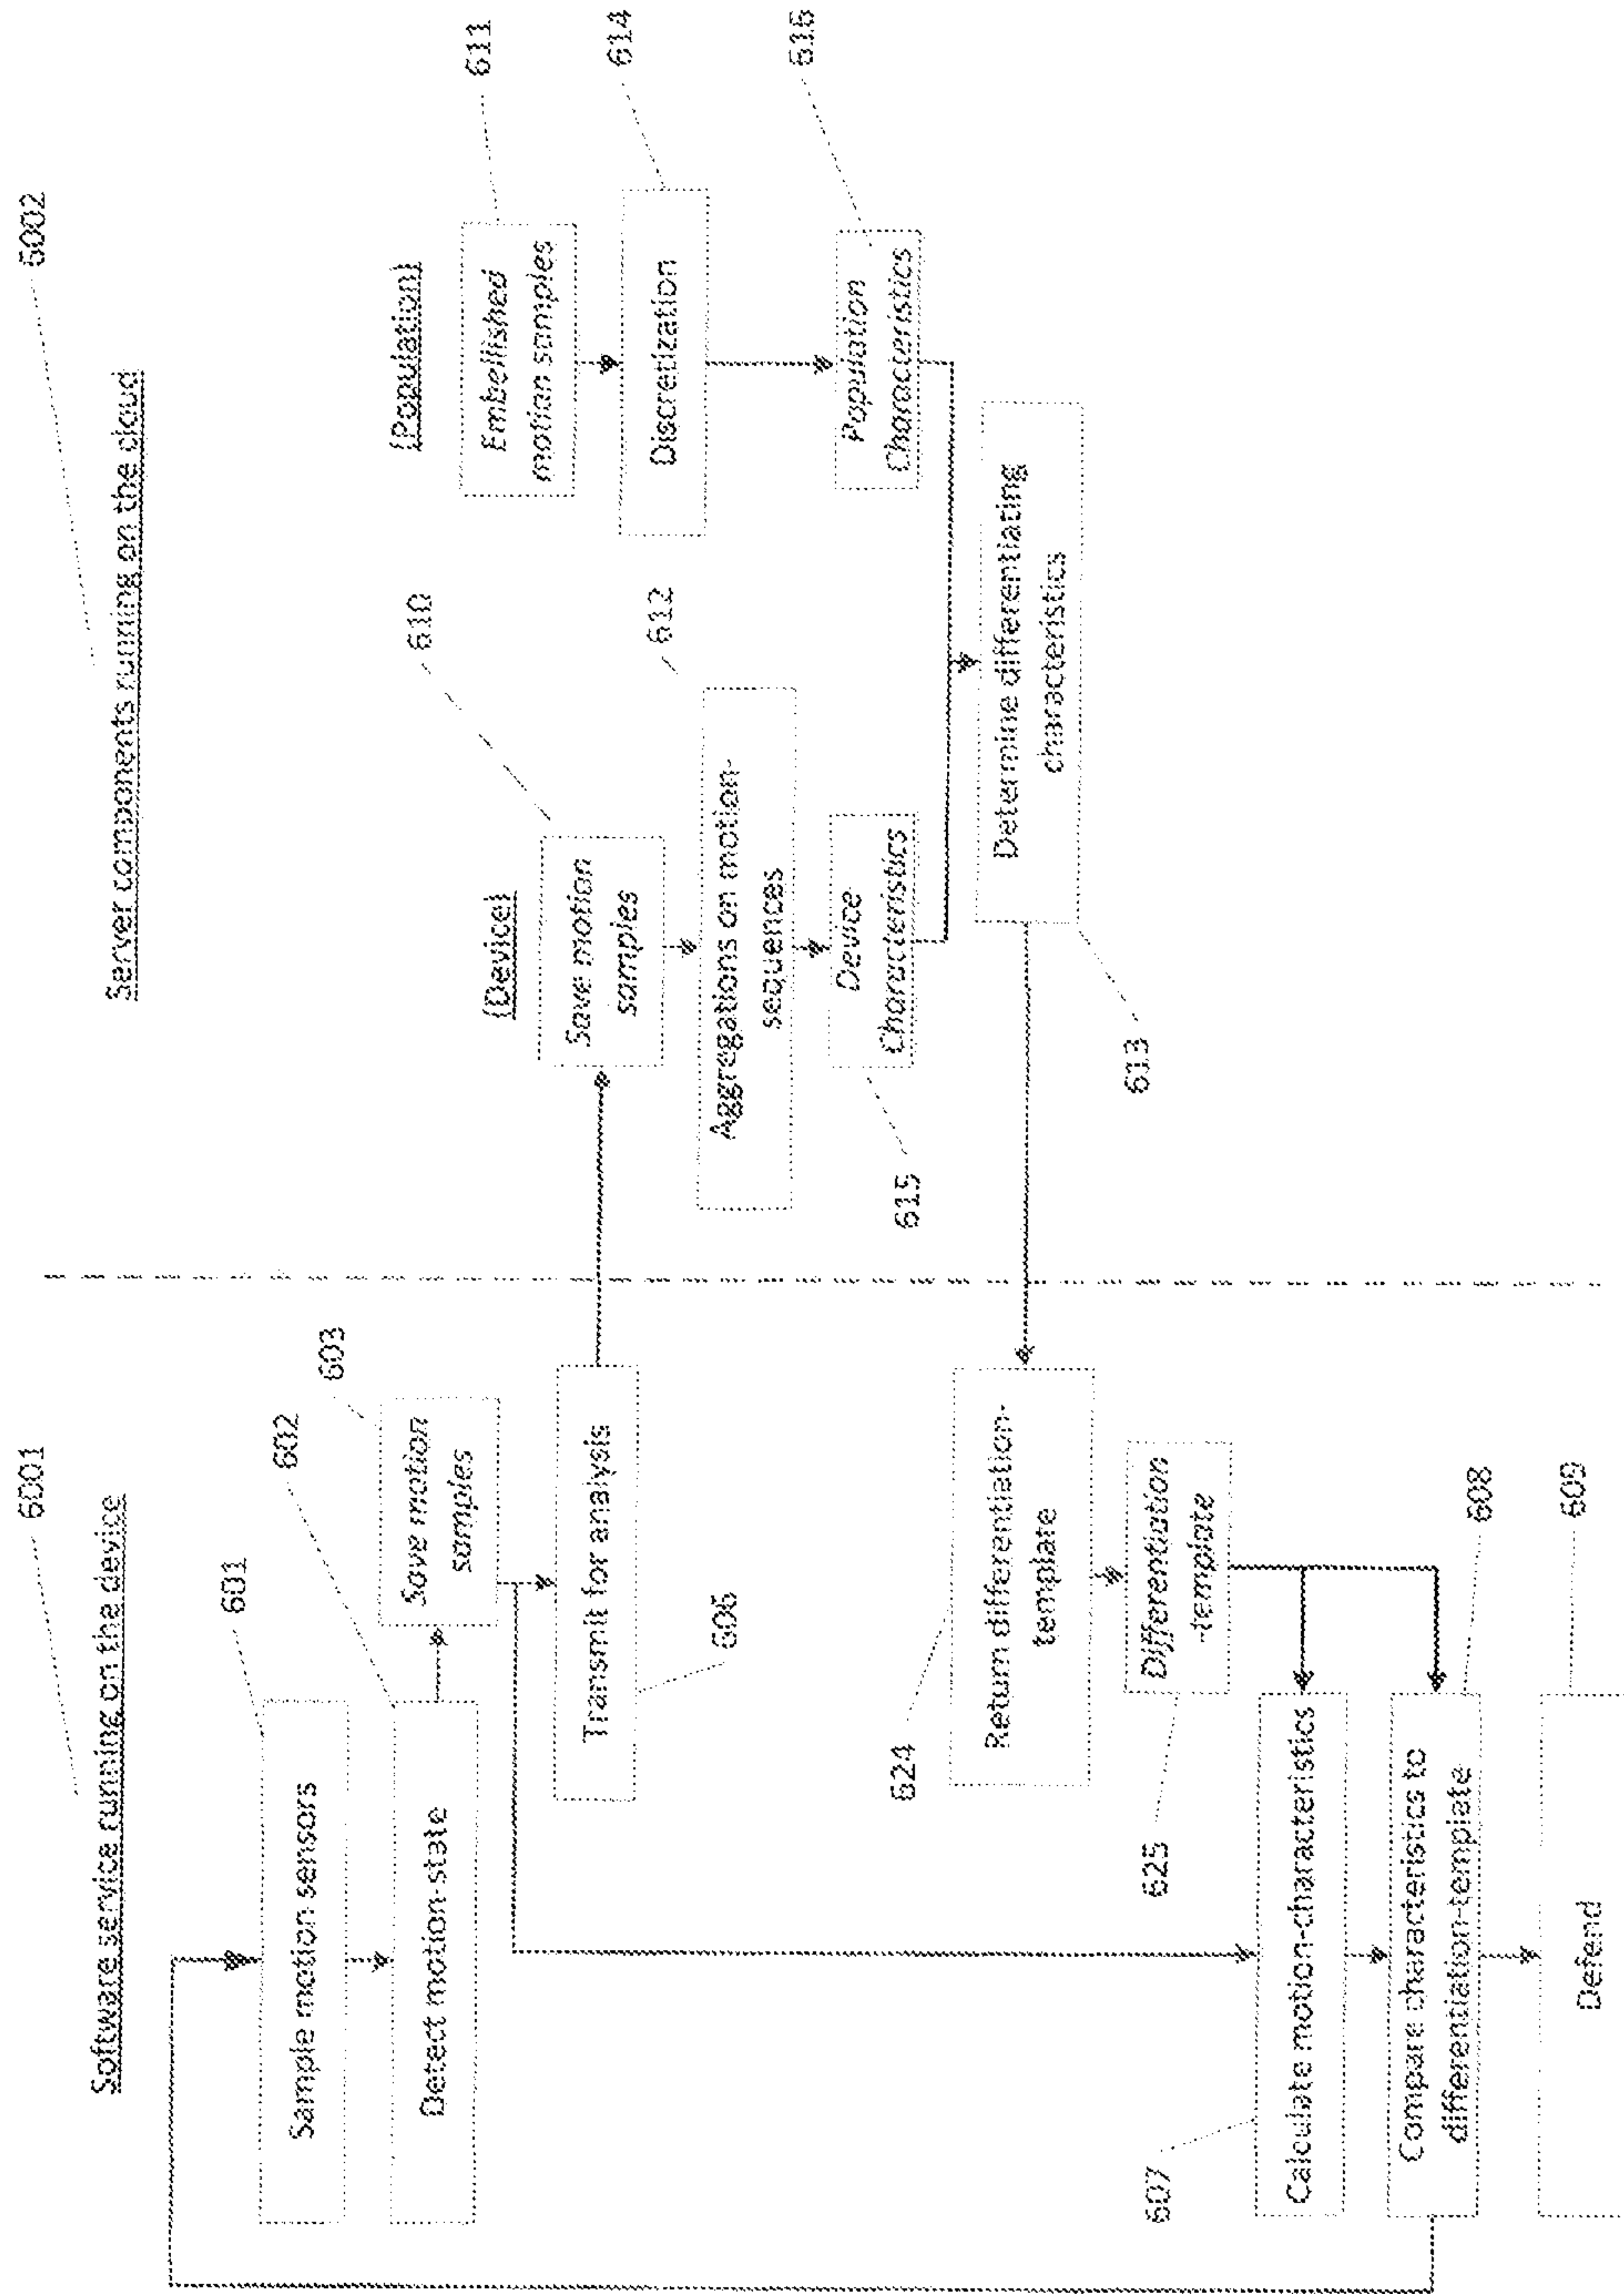 6001
Software service running on the device
601
Sample motion sensors
602
Detect motion-state
603
Save motion
samples
Transmit for analysis
606
624
Return differentiation-
template
625
Differentiation
-template
607
Calculate motion-characteristics
Compare characteristics to
differentiation-template
608
Defend
609
6002
Server components running on the cloud
(Device)
610
Save motion
samples
612
Aggregations on motion-
sequences
615
Device
Characteristics
(Population)
611
Embellished
motion samples
614
Discretization
616
Population
Characteristics
Determine differentiating
characteristics
613